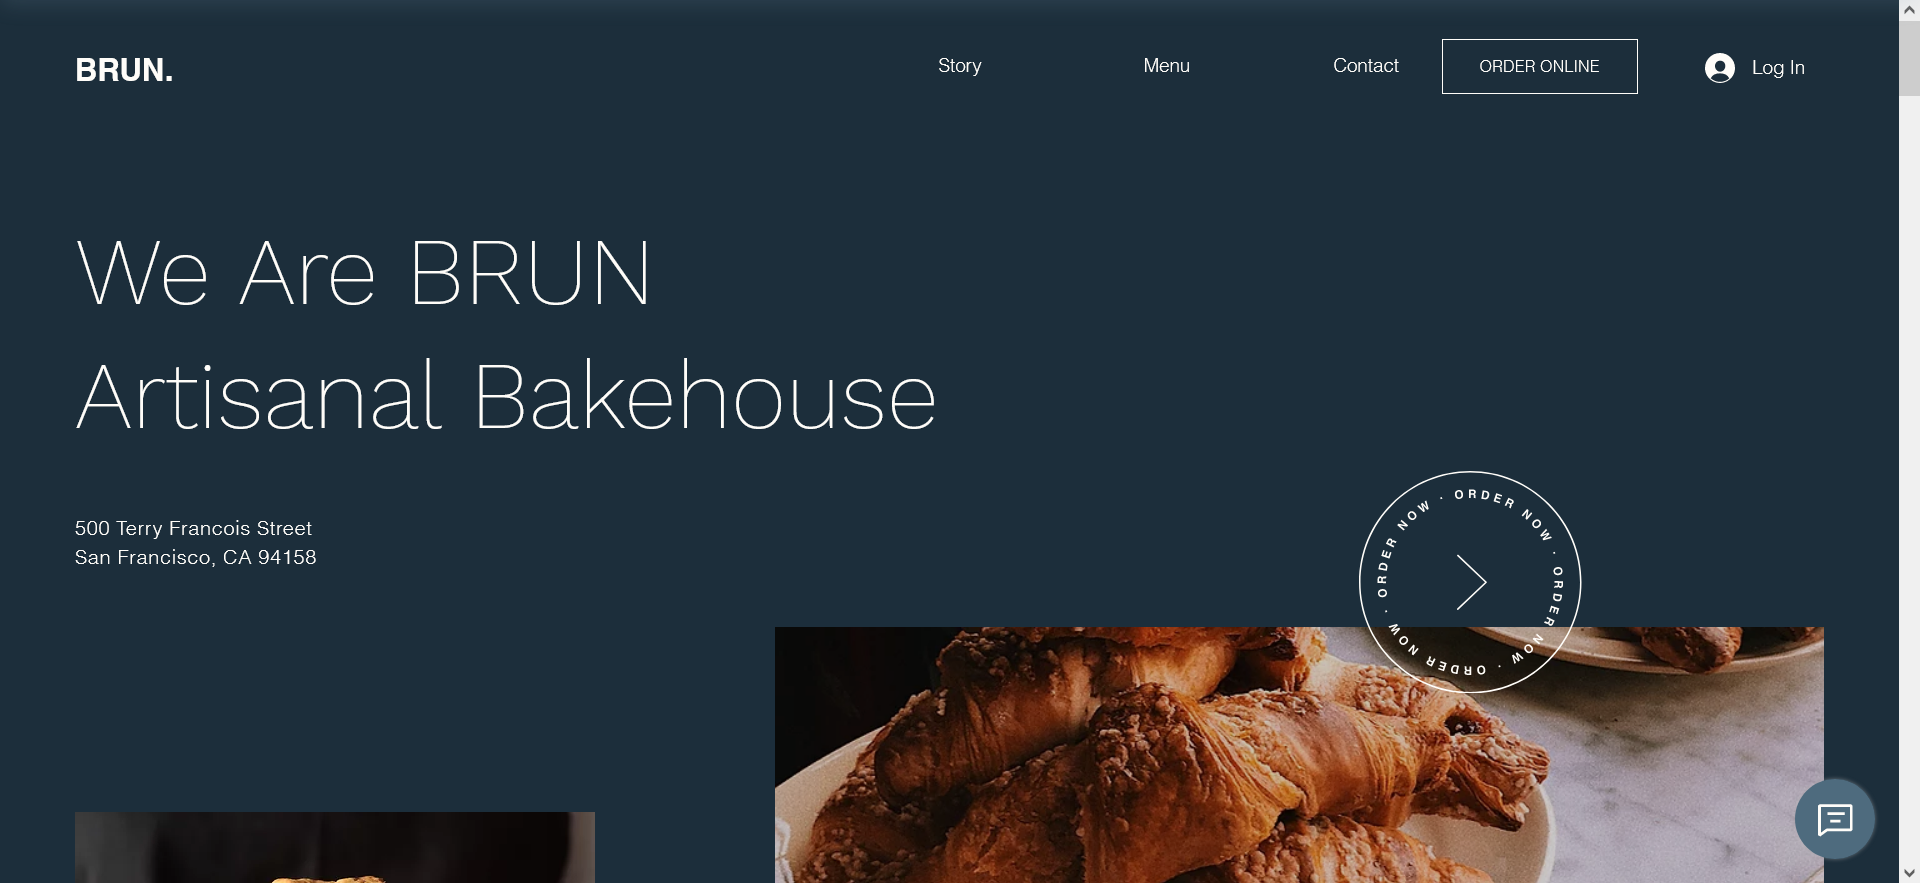 BRUN.
Story
Menu
Contact
ORDER ONLINE
Log In
We Are BRUN
Artisanal Bakehouse
500 Terry Francois Street
San Francisco, CA 94158
ORDER NOW · ORDER NOW · ORDER NOW · ORDER NOW ·